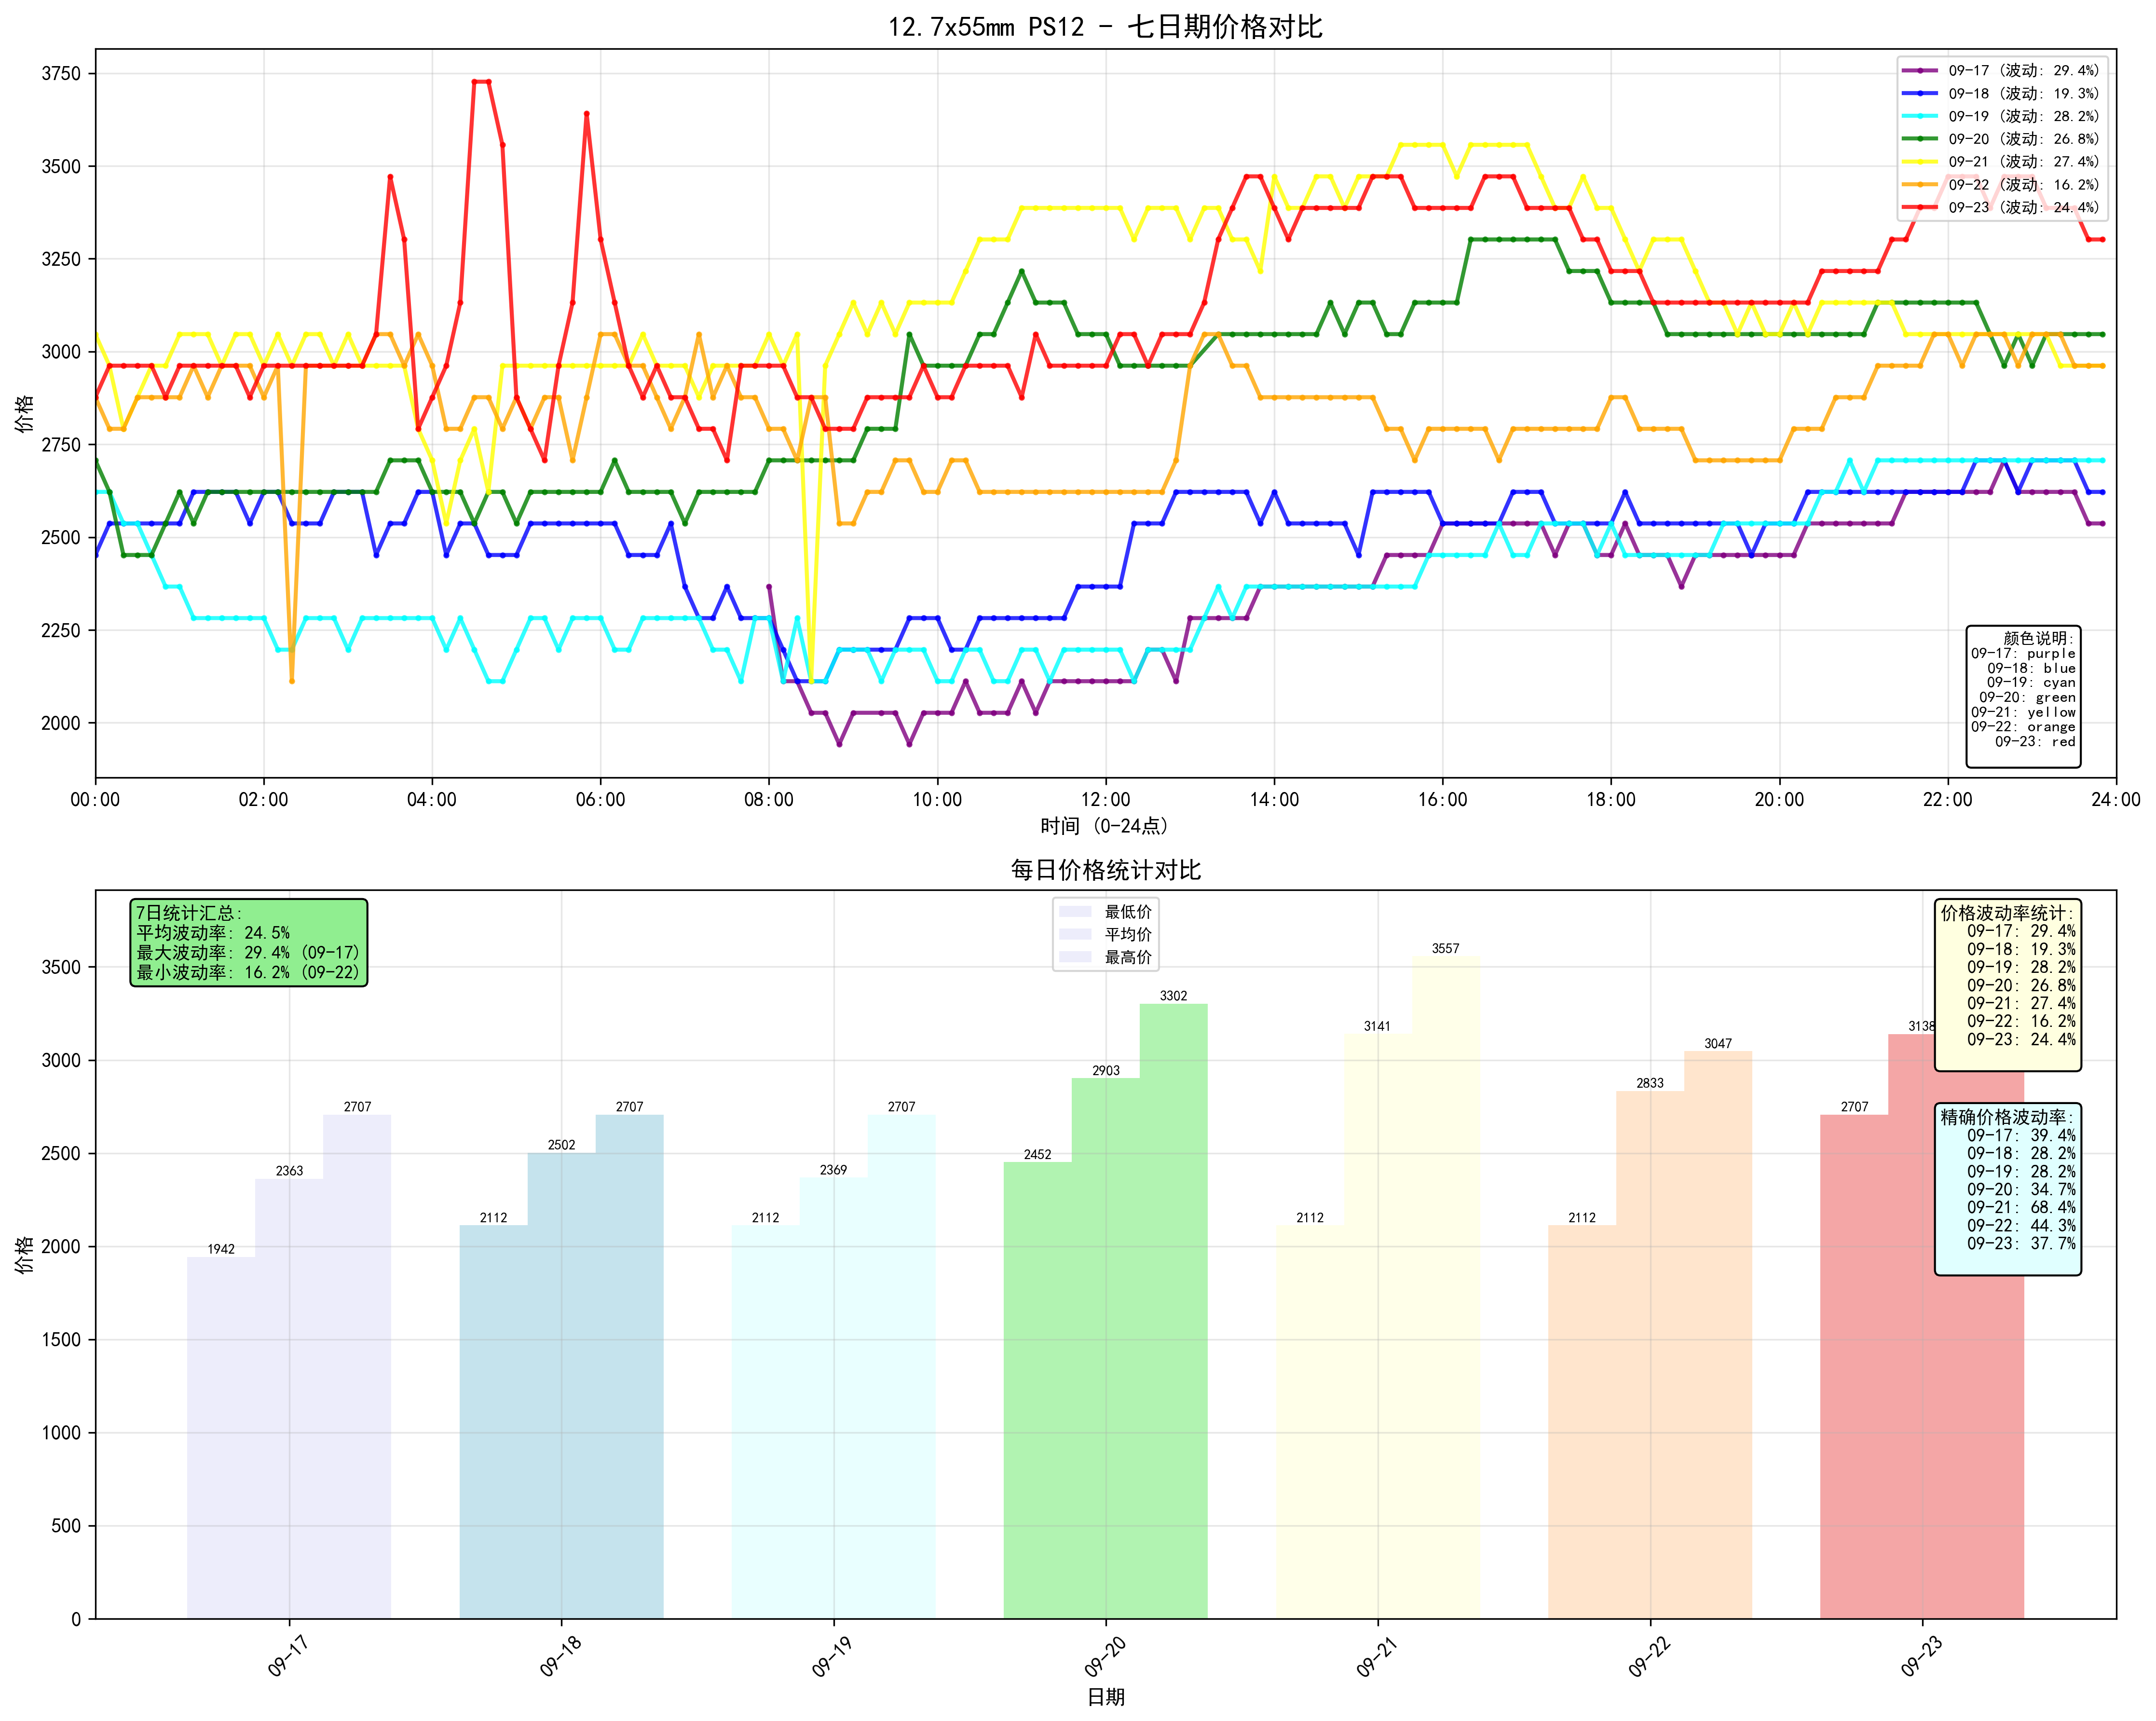 12.7x55mm PS12 - 七日期价格对比
价格
3750
3500
3250
3000
2750
2500
2250
2000
09-17 (波动: 29.4%)
09-18 (波动: 19.3%)
09-19 (波动: 28.2%)
09-20 (波动: 26.8%)
09-21 (波动: 27.4%)
09-22 (波动: 16.2%)
09-23 (波动: 24.4%)
颜色说明:
09-17: purple
09-18: blue
09-19: cyan
09-20: green
09-21: yellow
09-22: orange
09-23: red
00:00 02:00 04:00 06:00 08:00 10:00 12:00 14:00 16:00 18:00 20:00 22:00 24:00
时间 (0-24点)
每日价格统计对比
价格
3500
3000
2500
2000
1500
1000
500
0
7日统计汇总:
平均波动率: 24.5%
最大波动率: 29.4% (09-17)
最小波动率: 16.2% (09-22)
最低价
平均价
最高价
价格波动率统计:
09-17: 29.4%
09-18: 19.3%
09-19: 28.2%
09-20: 26.8%
09-21: 27.4%
09-22: 16.2%
09-23: 24.4%
精确价格波动率:
09-17: 39.4%
09-18: 28.2%
09-19: 28.2%
09-20: 34.7%
09-21: 68.4%
09-22: 44.3%
09-23: 37.7%
1942 2363 2707
2112 2502 2707
2112 2369 2707
2452 2903 3302
2112 3141 3557
2112 2833 3047
2707 3138
09-17 09-18 09-19 09-20 09-21 09-22 09-23
日期